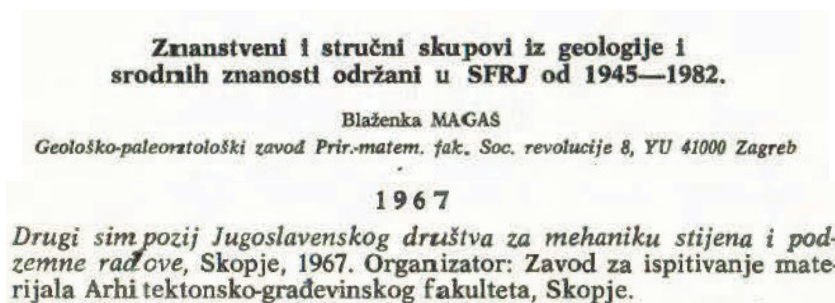 Znanstveni i stručni skupovi iz geologije i
srodnih znanosti održani u SFRJ od 1945—1982.
Blaženka MAGAŠ
Geološko-paleontološki zavod Prir.-matem. fak. Soc. revolucije 8, YU 41000 Zagreb
1967
Drugi simpozij Jugoslavenskog društva za mehaniku stijena i pod-
zemne radove, Skopje, 1967. Organizator: Zavod za ispitivanje mate-
rijala Arhitektonsko-građevinskog fakulteta, Skopje.